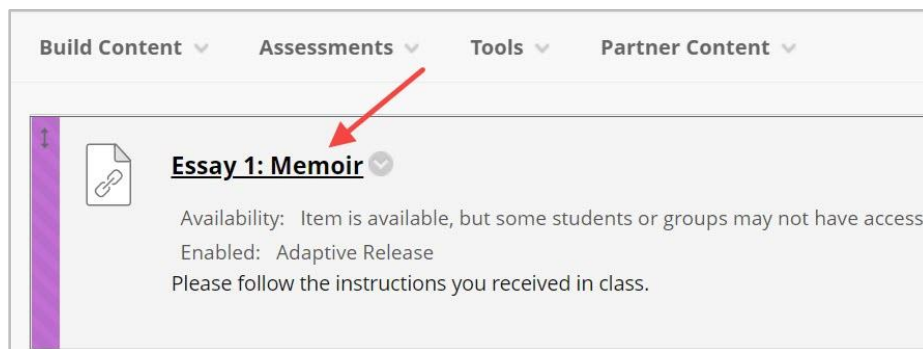 Build Content Assessments Tools Partner Content
Essay 1: Memoir
Availability: Item is available, but some students or groups may not have access
Enabled: Adaptive Release
Please follow the instructions you received in class.